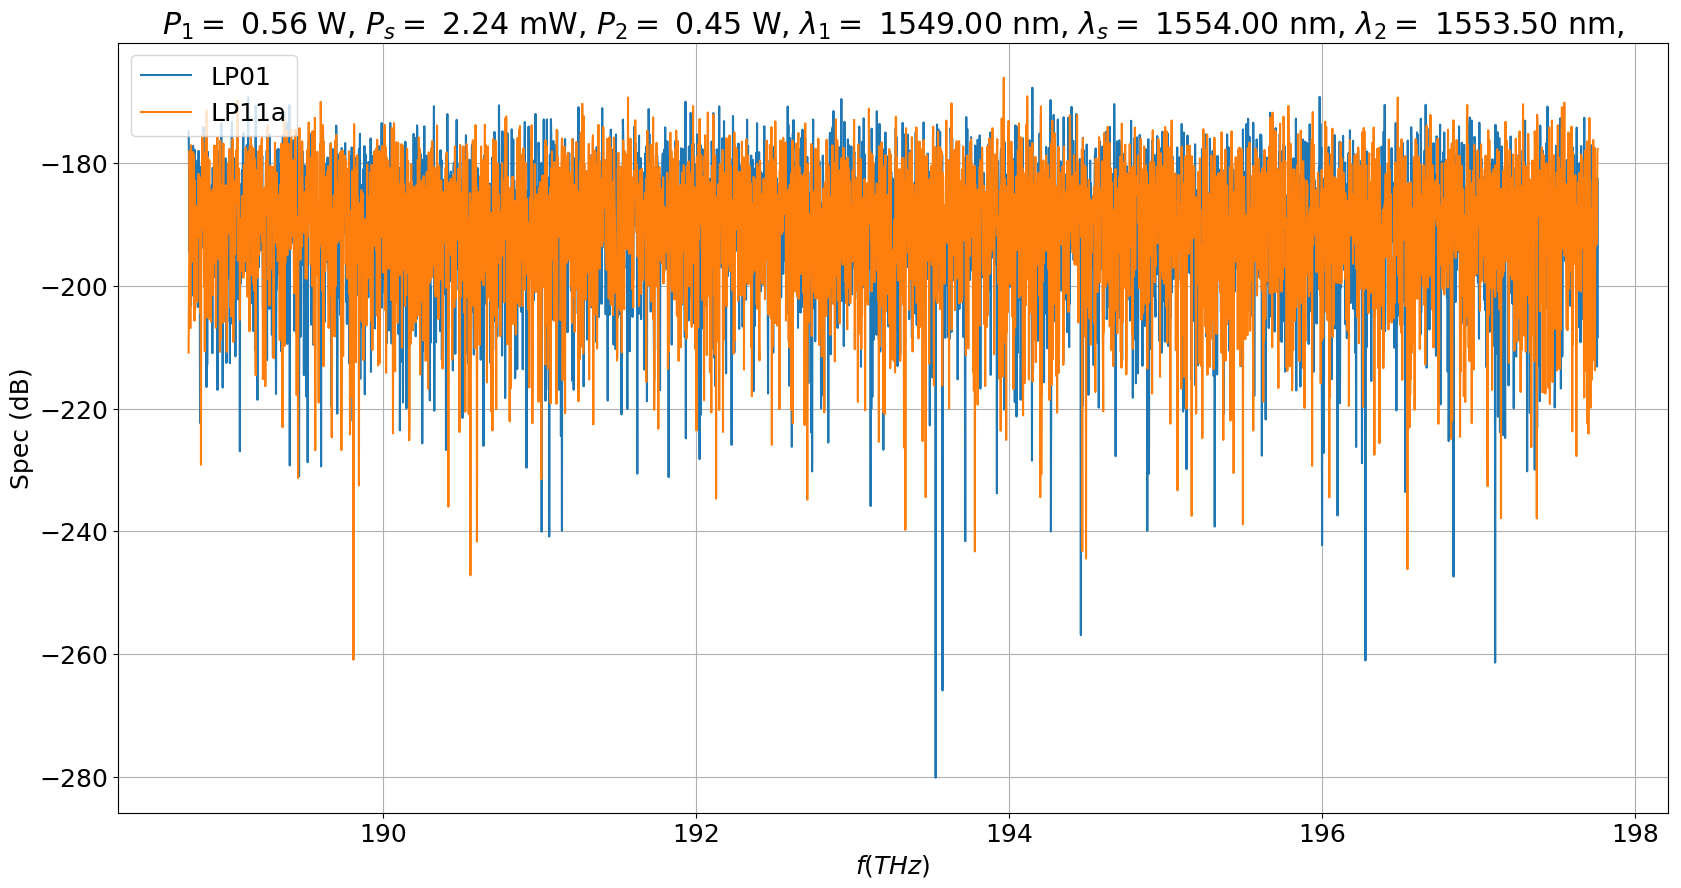 P₁ = 0.56 W, Pₛ = 2.24 mW, P₂ = 0.45 W, λ₁ = 1549.00 nm, λₛ = 1554.00 nm, λ₂ = 1553.50 nm,
LP01
LP11a
−180
−200
−220
−240
−260
−280
Spec (dB)
190 192 194 196 198
f(THz)